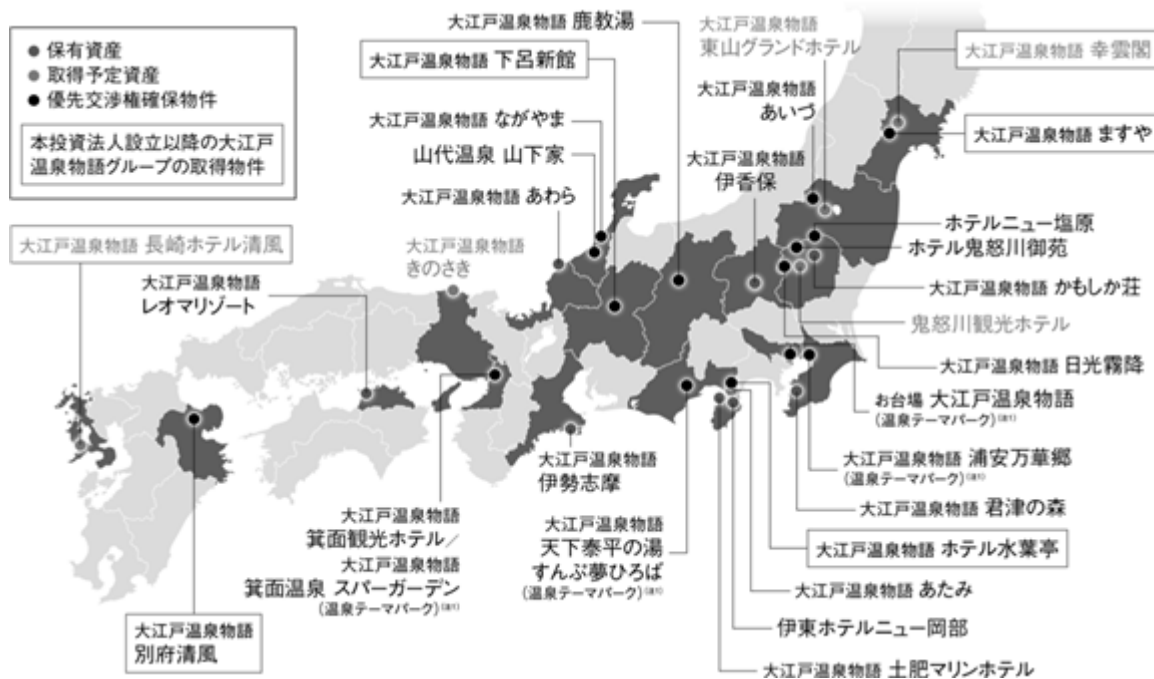 保有資産
取得予定資産
優先交渉権確保物件
本投資法人設立以降の大江戸
温泉物語グループの取得物件
大江戸温泉物語 鹿教湯
大江戸温泉物語 下呂新館
大江戸温泉物語 ながやま
山代温泉 山下家
大江戸温泉物語 あわら
大江戸温泉物語
きのさき
大江戸温泉物語 長崎ホテル清風
大江戸温泉物語
レオマリゾート
大江戸温泉物語
東山グランドホテル
大江戸温泉物語
あいづ
大江戸温泉物語
伊香保
大江戸温泉物語 幸雲閣
大江戸温泉物語 ますや
ホテルニュー塩原
ホテル鬼怒川御苑
大江戸温泉物語 かもしか荘
鬼怒川観光ホテル
大江戸温泉物語 日光霧降
お台場 大江戸温泉物語
(温泉テーマパーク)(注1)
大江戸温泉物語 浦安万華郷
(温泉テーマパーク)(注1)
大江戸温泉物語 君津の森
大江戸温泉物語 ホテル水葉亭
大江戸温泉物語 あたみ
伊東ホテルニュー岡部
大江戸温泉物語 土肥マリンホテル
大江戸温泉物語
伊勢志摩
大江戸温泉物語
天下泰平の湯
すんぷ夢ひろば
(温泉テーマパーク)(注1)
大江戸温泉物語
箕面観光ホテル／
大江戸温泉物語
箕面温泉 スパーガーデン
(温泉テーマパーク)(注1)
大江戸温泉物語
別府清風